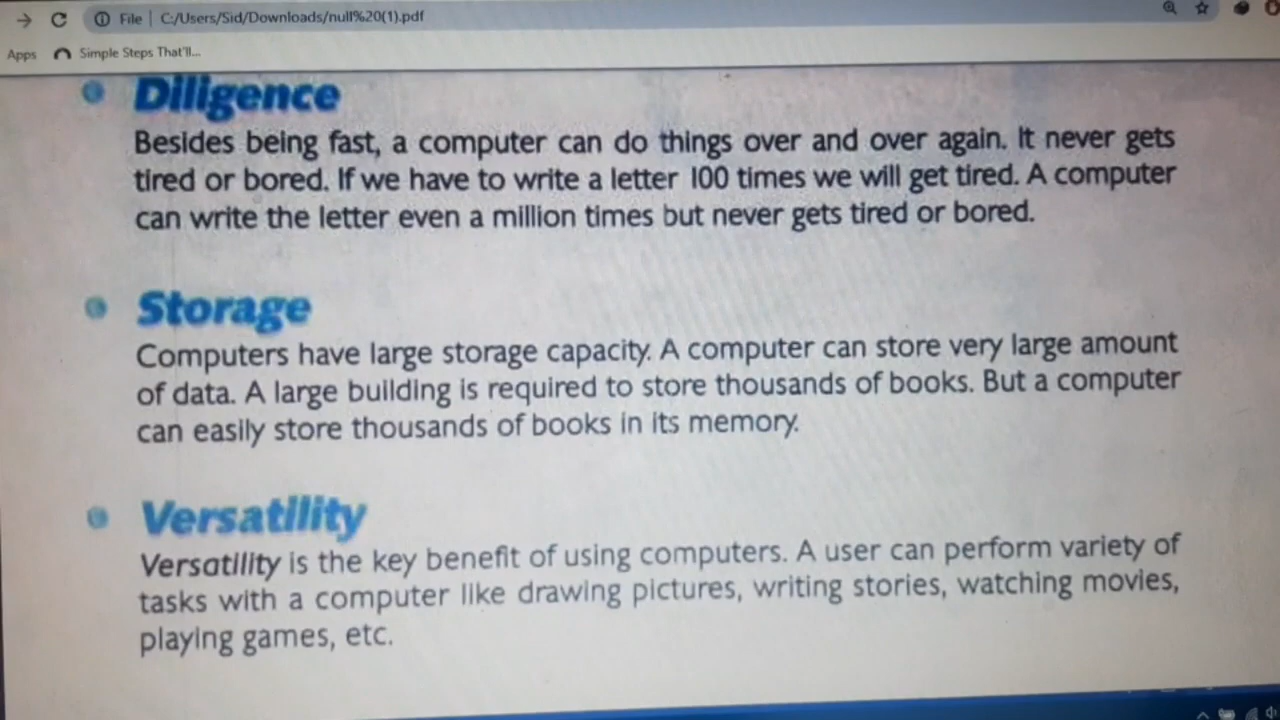 File | C:/Users/Sid/Downloads/null%20(1).pdf
Apps Simple Steps That'll...
Diligence
Besides being fast, a computer can do things over and over again. It never gets
tired or bored. If we have to write a letter 100 times we will get tired. A computer
can write the letter even a million times but never gets tired or bored.
Storage
Computers have large storage capacity. A computer can store very large amount
of data. A large building is required to store thousands of books. But a computer
can easily store thousands of books in its memory.
Versatility
Versatility is the key benefit of using computers. A user can perform variety of
tasks with a computer like drawing pictures, writing stories, watching movies,
playing games, etc.